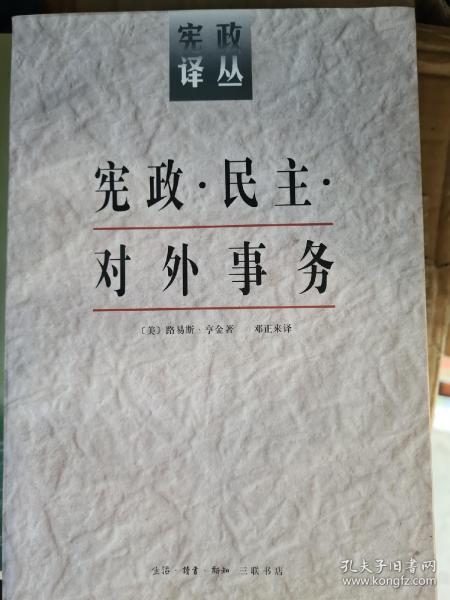 宪政
译丛
宪政·民主·
对外事务
〔美〕路易斯·亨金著 邓正来译
生活·读书·新知 三联书店
孔夫子旧书网
www.kongfz.com